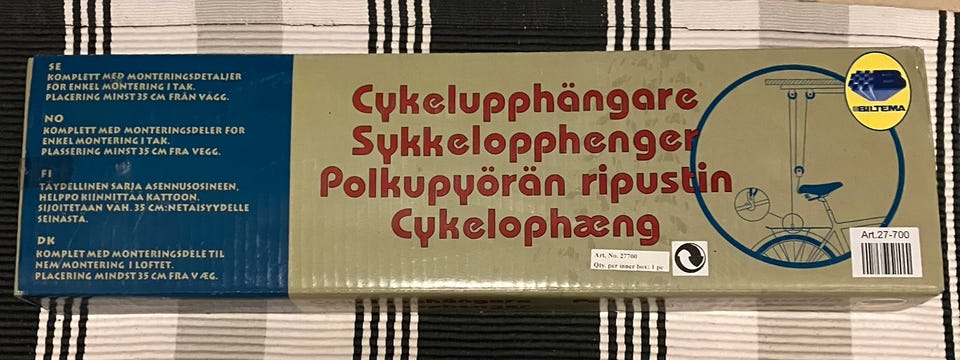 SE
KOMPLETT MED MONTERINGSDETALJER
FÖR ENKEL MONTERING I TAK.
PLACERING MINST 35 CM FRÅN VÄGG.
NO
KOMPLETT MED MONTERINGSDELER FOR
ENKEL MONTERING I TAK.
PLASSERING MINST 35 CM FRA VEGG.
FI
TÄYDELLINEN SARJA ASENNUSOSINEEN,
HELPPO KIINNITTÄÄ KATTOON.
SIJOITETAAN VÄH. 35 CM:NETÄISYYDELLE
SEINÄSTÄ.
DK
KOMPLET MED MONTERINGSDELE TIL
NEM MONTERING I LOFTET.
PLACERING MINDST 35 CM FRA VÆG.
Cykelupphängare
Sykkelopphenger
Polkupyörän ripustin
Cykelophæng
Art. No. 27700
Qty. per inner box: 1 pc
B
BILTEMA
Art.27-700